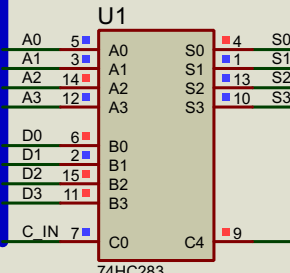 U1
A0 5 A0 S0 4 S0
A1 3 A1 S1 1 S1
A2 14 A2 S2 13 S2
A3 12 A3 S3 10 S3
D0 6 B0
D1 2 B1
D2 15 B2
D3 11 B3
C_IN 7 C0 C4 9
74HC283